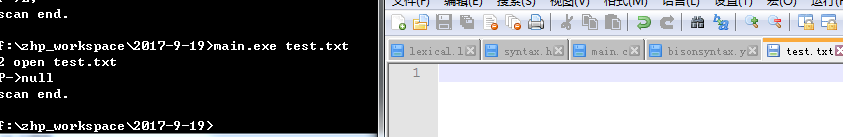 scan end.
f:\zhp_workspace\2017-9-19>main.exe test.txt
2 open test.txt
P->null
scan end.
f:\zhp_workspace\2017-9-19>
文件(F) 编辑(E) 搜索(S) 视图(V) 格式(M) 语言(L) 设置(T) 宏(O) 运行(R
lexical.l syntax.h main.c bisonsyntax.y test.txt
1